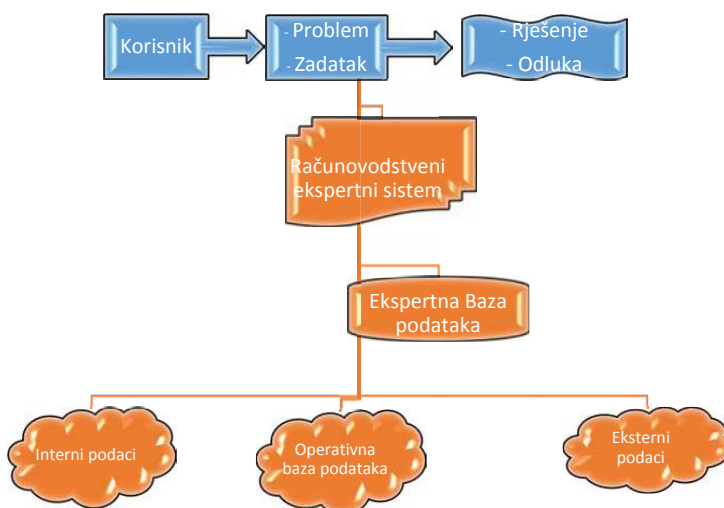 Korisnik
- Problem
- Zadatak
- Rješenje
- Odluka
Računovodstveni
ekspertni sistem
Ekspertna Baza
podataka
Interni podaci
Operativna
baza podataka
Eksterni
podaci